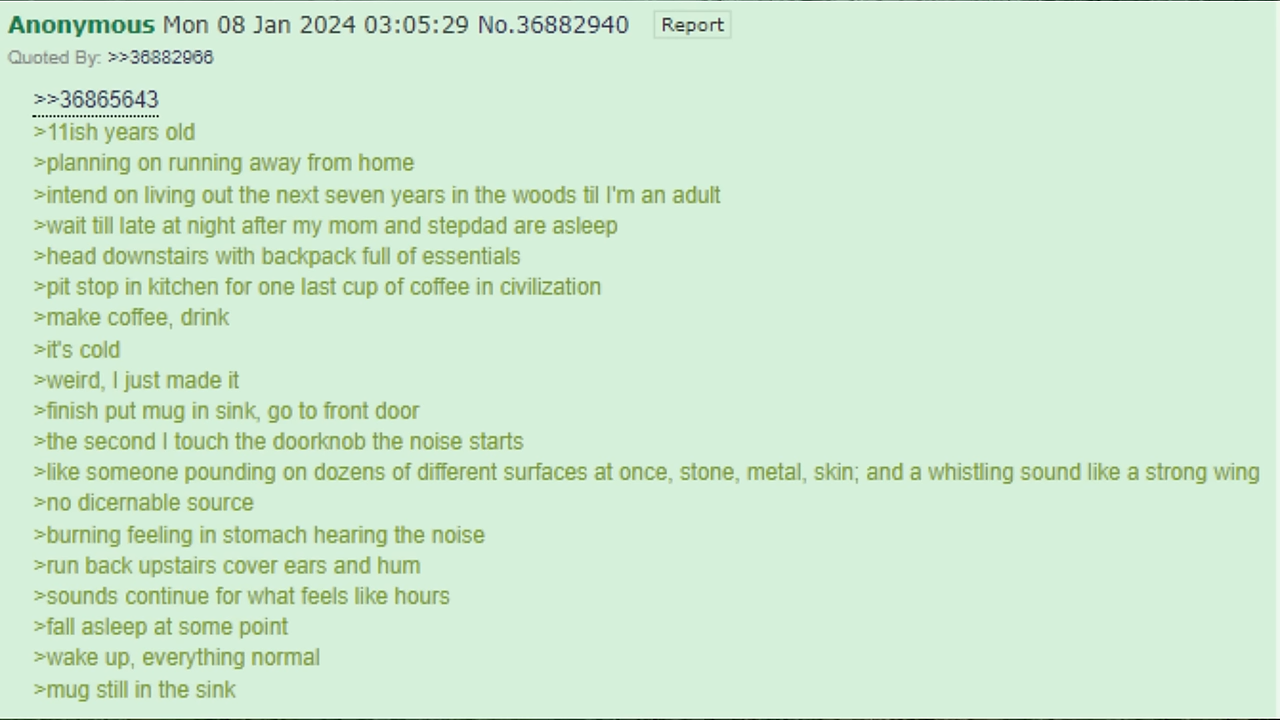 Anonymous Mon 08 Jan 2024 03:05:29 No.36882940 Report
Quoted By: >>36882966
>>36865643
>11ish years old
>planning on running away from home
>intend on living out the next seven years in the woods til I'm an adult
>wait till late at night after my mom and stepdad are asleep
>head downstairs with backpack full of essentials
>pit stop in kitchen for one last cup of coffee in civilization
>make coffee, drink
>it's cold
>weird, I just made it
>finish put mug in sink, go to front door
>the second I touch the doorknob the noise starts
>like someone pounding on dozens of different surfaces at once, stone, metal, skin; and a whistling sound like a strong wing
>no dicernable source
>burning feeling in stomach hearing the noise
>run back upstairs cover ears and hum
>sounds continue for what feels like hours
>fall asleep at some point
>wake up, everything normal
>mug still in the sink